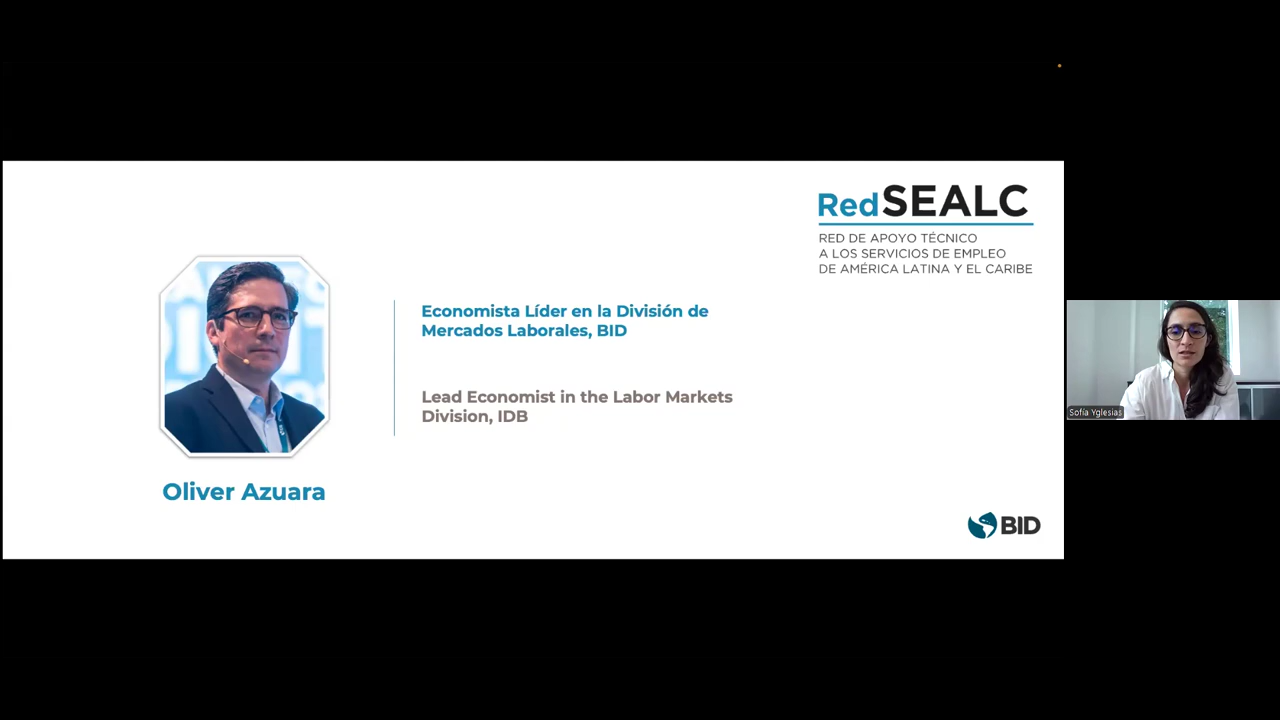 RedSEALC
RED DE APOYO TÉCNICO
A LOS SERVICIOS DE EMPLEO
DE AMÉRICA LATINA Y EL CARIBE
Economista Líder en la División de
Mercados Laborales, BID
Lead Economist in the Labor Markets
Division, IDB
Oliver Azuara
BID
Sofía Yglesias